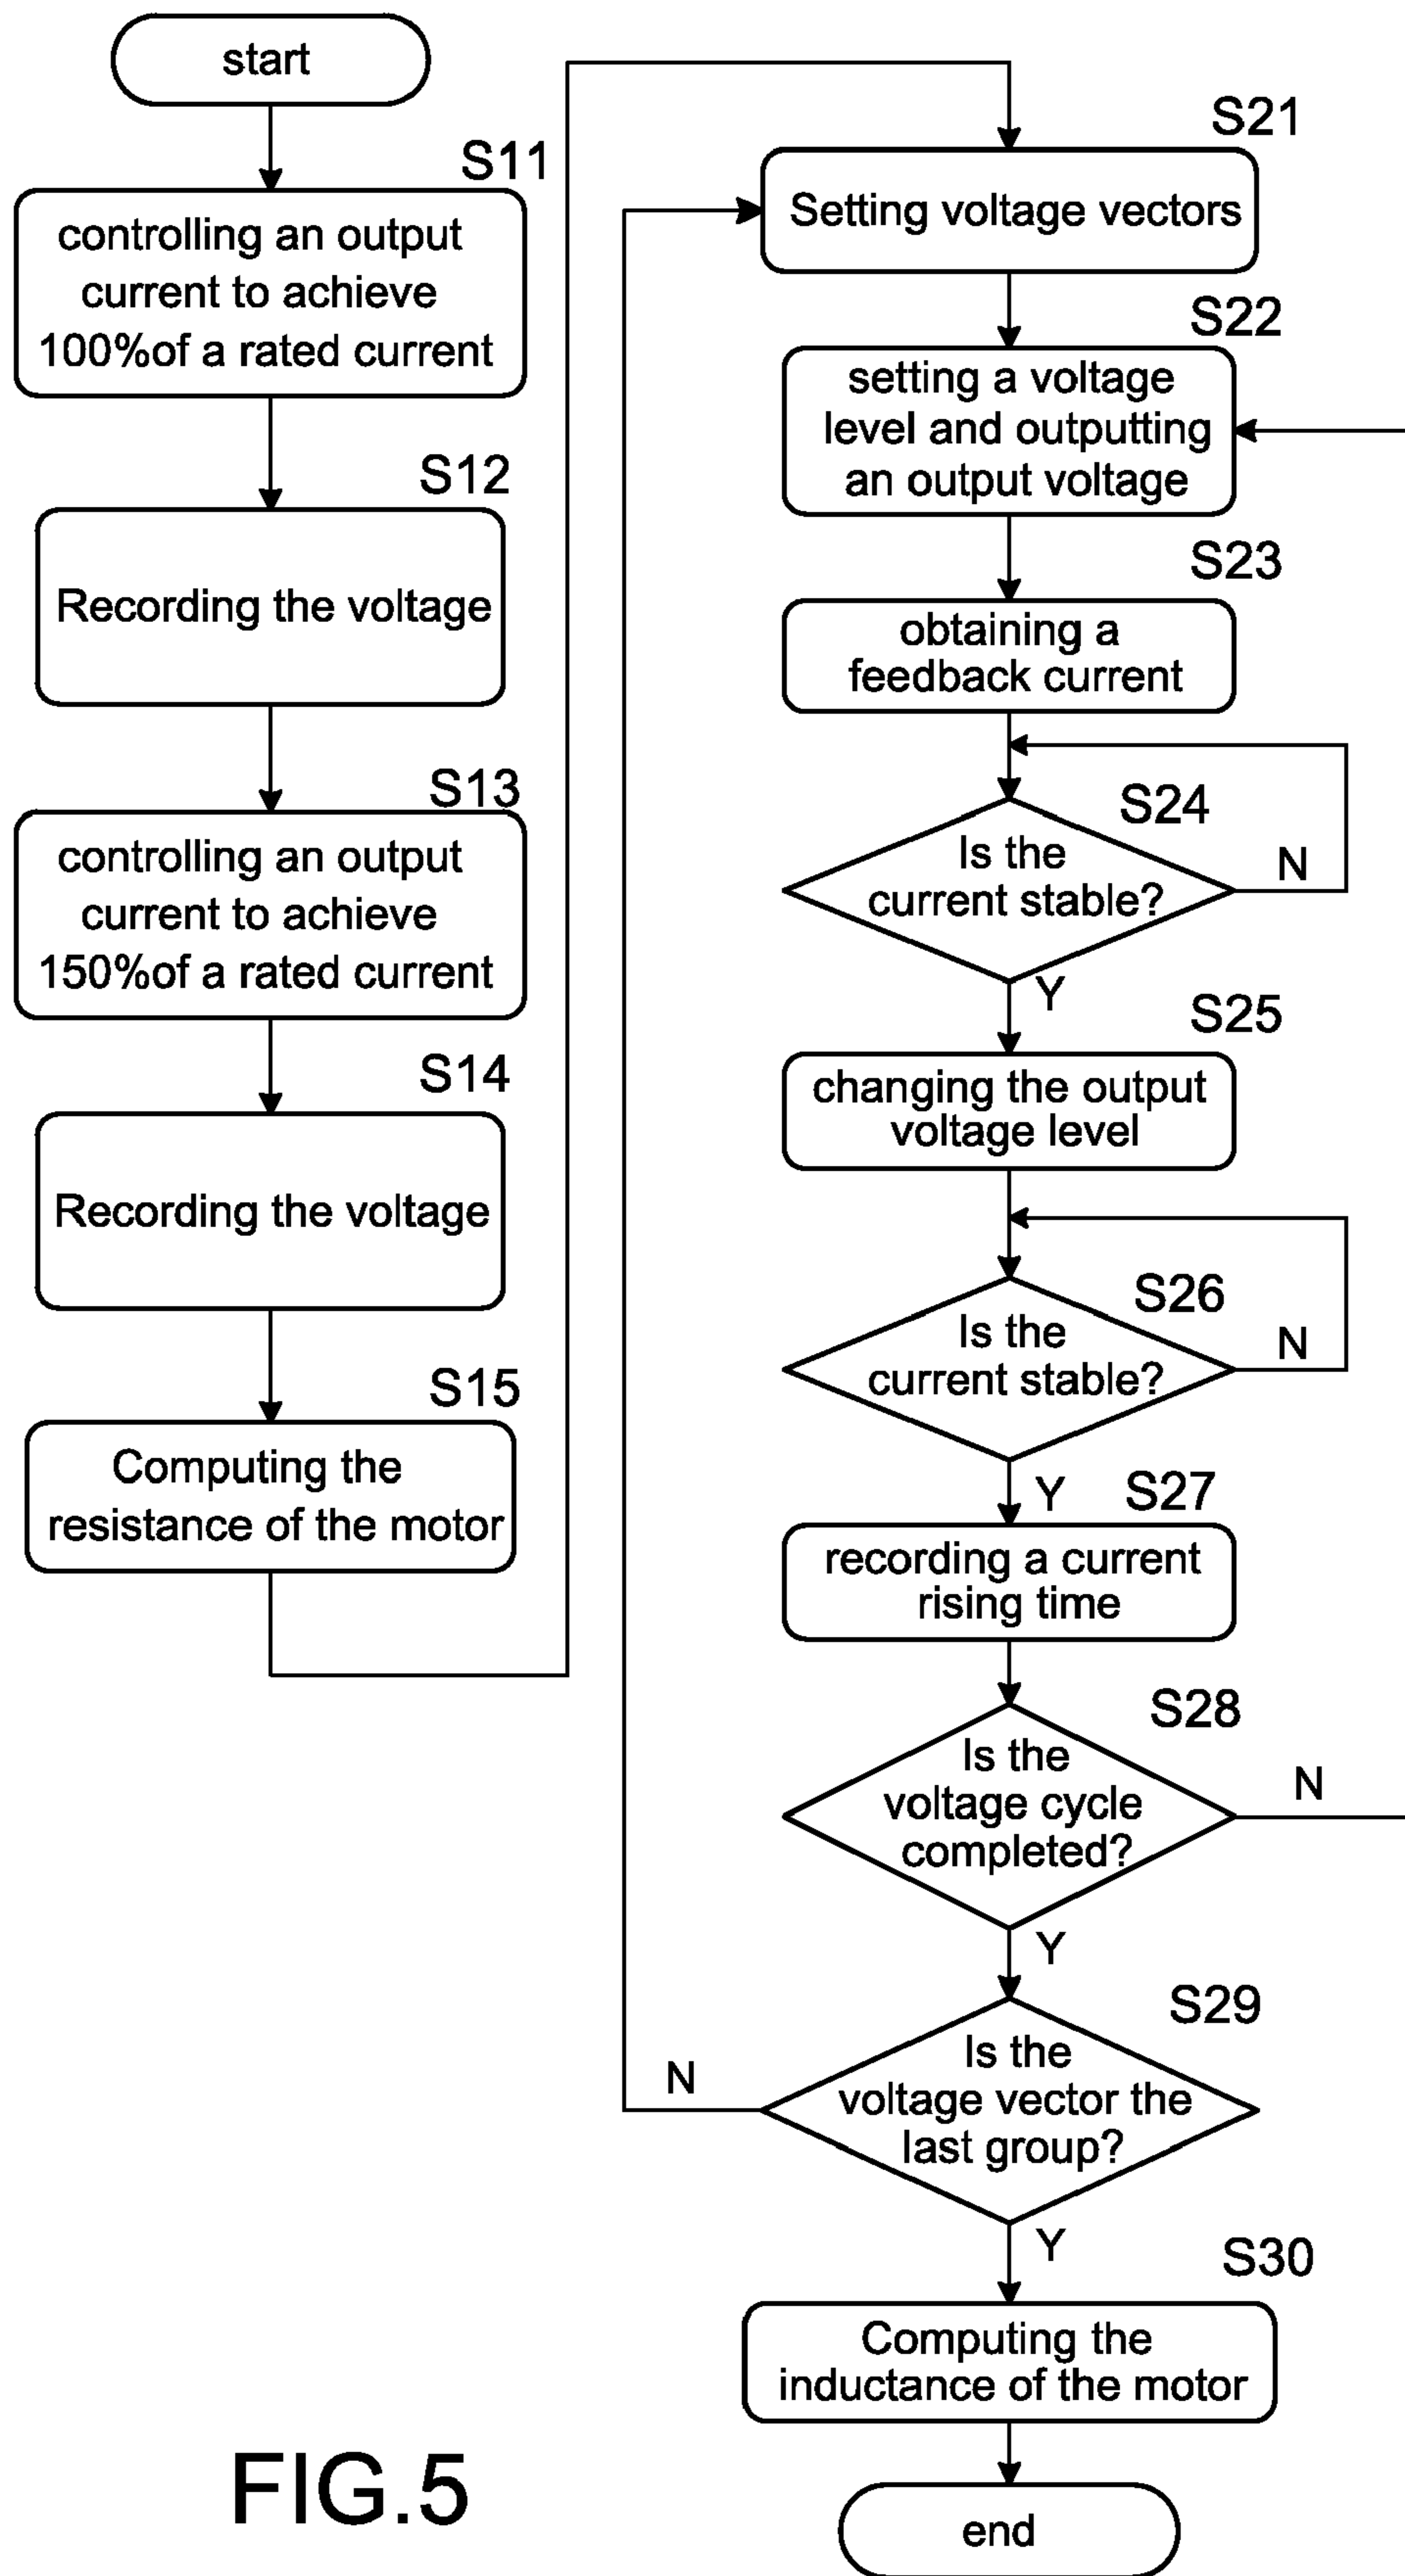 start
S11
controlling an output
current to achieve
100%of a rated current
S12
Recording the voltage
S13
controlling an output
current to achieve
150%of a rated current
S14
Recording the voltage
S15
Computing the
resistance of the motor
S21
Setting voltage vectors
S22
setting a voltage
level and outputting
an output voltage
S23
obtaining a
feedback current
S24
Is the
current stable?
N
Y
S25
changing the output
voltage level
S26
Is the
current stable?
N
Y
S27
recording a current
rising time
S28
Is the
voltage cycle
completed?
N
Y
S29
Is the
voltage vector the
last group?
N
Y
S30
Computing the
inductance of the motor
end
FIG.5